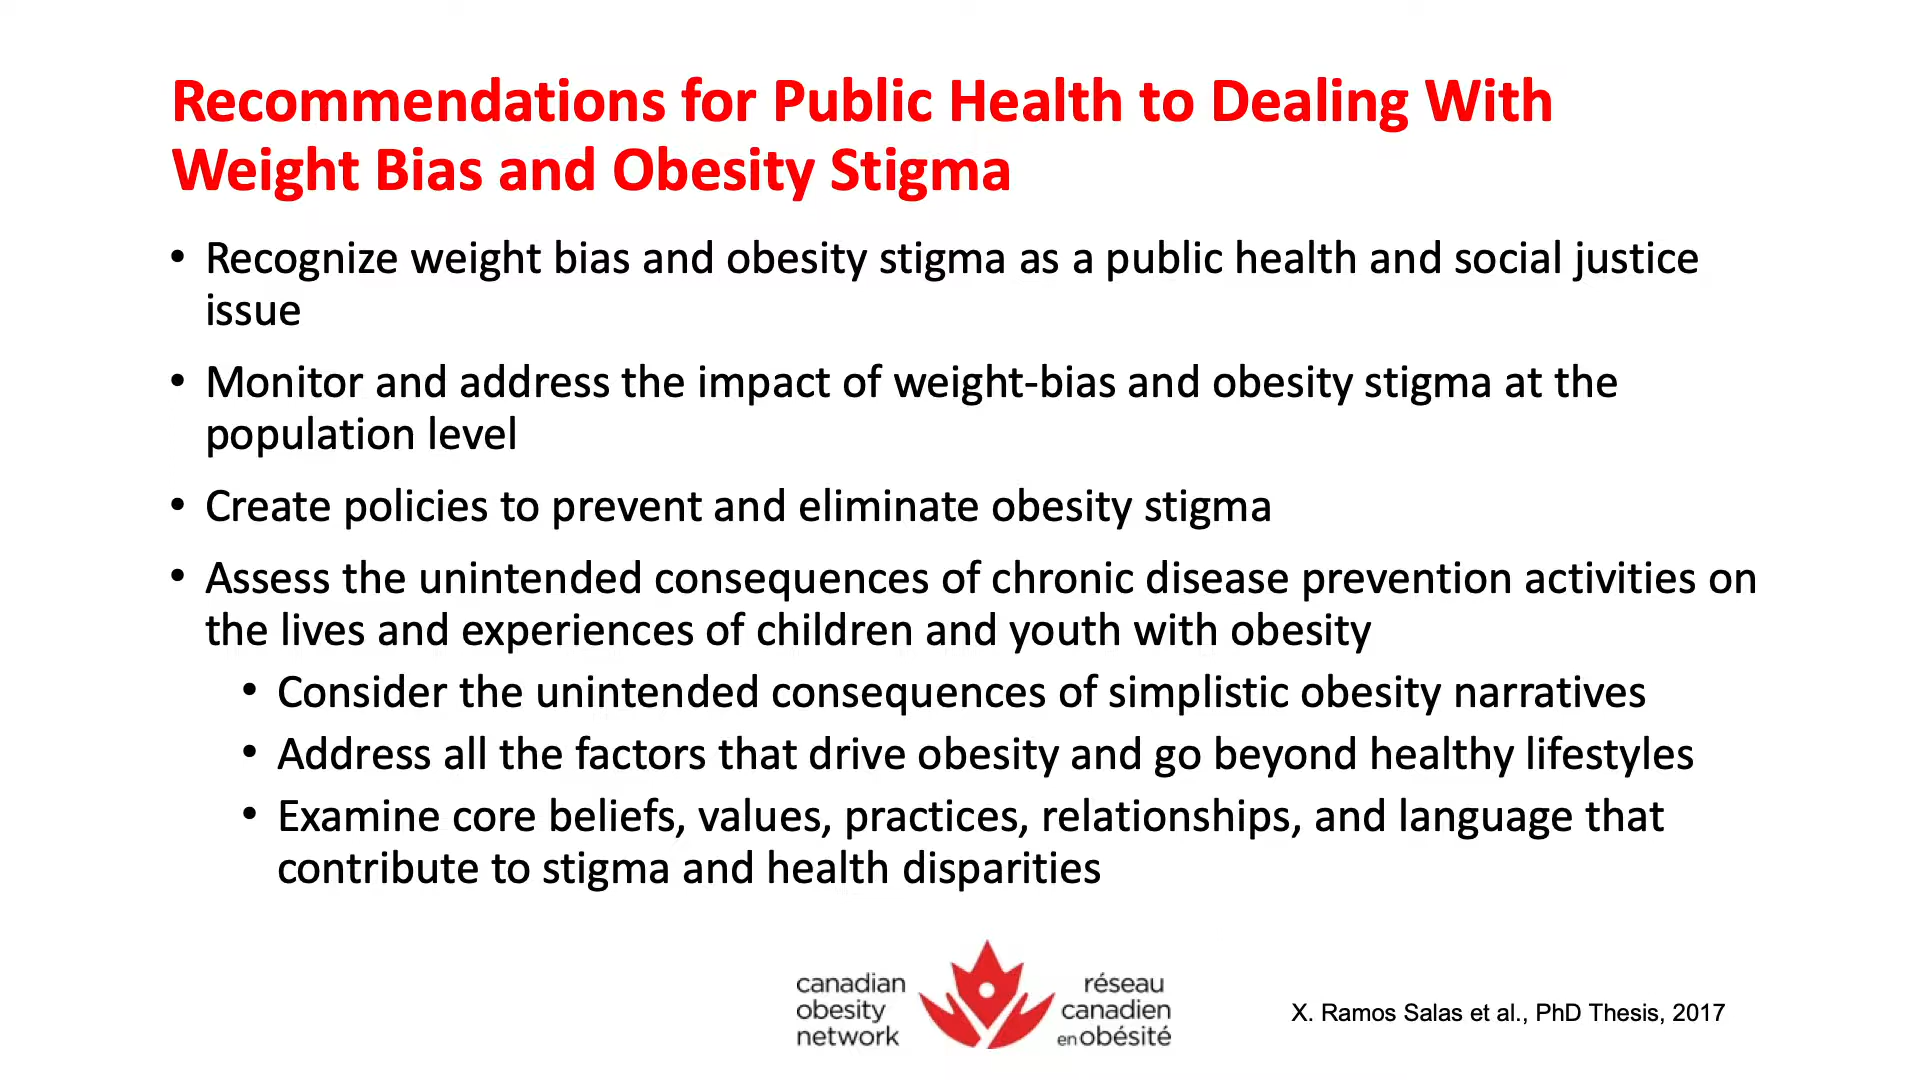 Recommendations for Public Health to Dealing With
Weight Bias and Obesity Stigma
• Recognize weight bias and obesity stigma as a public health and social justice
issue
• Monitor and address the impact of weight-bias and obesity stigma at the
population level
• Create policies to prevent and eliminate obesity stigma
• Assess the unintended consequences of chronic disease prevention activities on
the lives and experiences of children and youth with obesity
• Consider the unintended consequences of simplistic obesity narratives
• Address all the factors that drive obesity and go beyond healthy lifestyles
• Examine core beliefs, values, practices, relationships, and language that
contribute to stigma and health disparities
canadian
obesity
network
réseau
canadien
en obésité
X. Ramos Salas et al., PhD Thesis, 2017